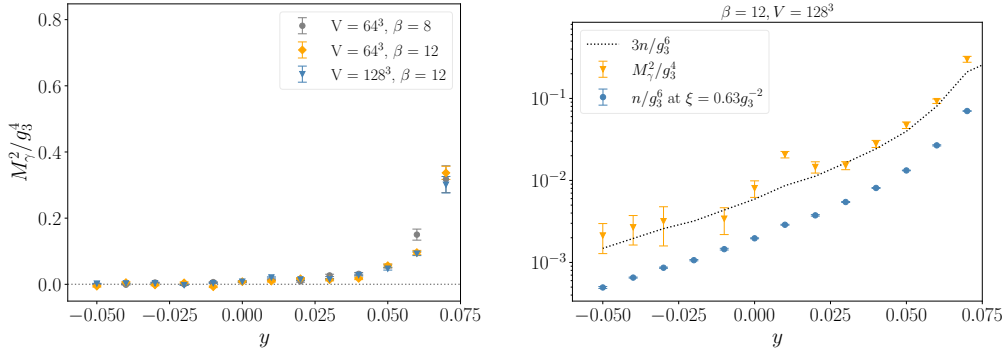 0.8
0.6
0.4
0.2
0.0
M_γ^2/g_3^4
V = 64^3, β = 8
V = 64^3, β = 12
V = 128^3, β = 12
−0.050
−0.025
0.000
0.025
0.050
0.075
y
β = 12, V = 128^3
3n/g_3^6
M_γ^2/g_3^4
n/g_3^6 at ξ = 0.63g_3^{-2}
10^{-1}
10^{-2}
10^{-3}
−0.050
−0.025
0.000
0.025
0.050
0.075
y